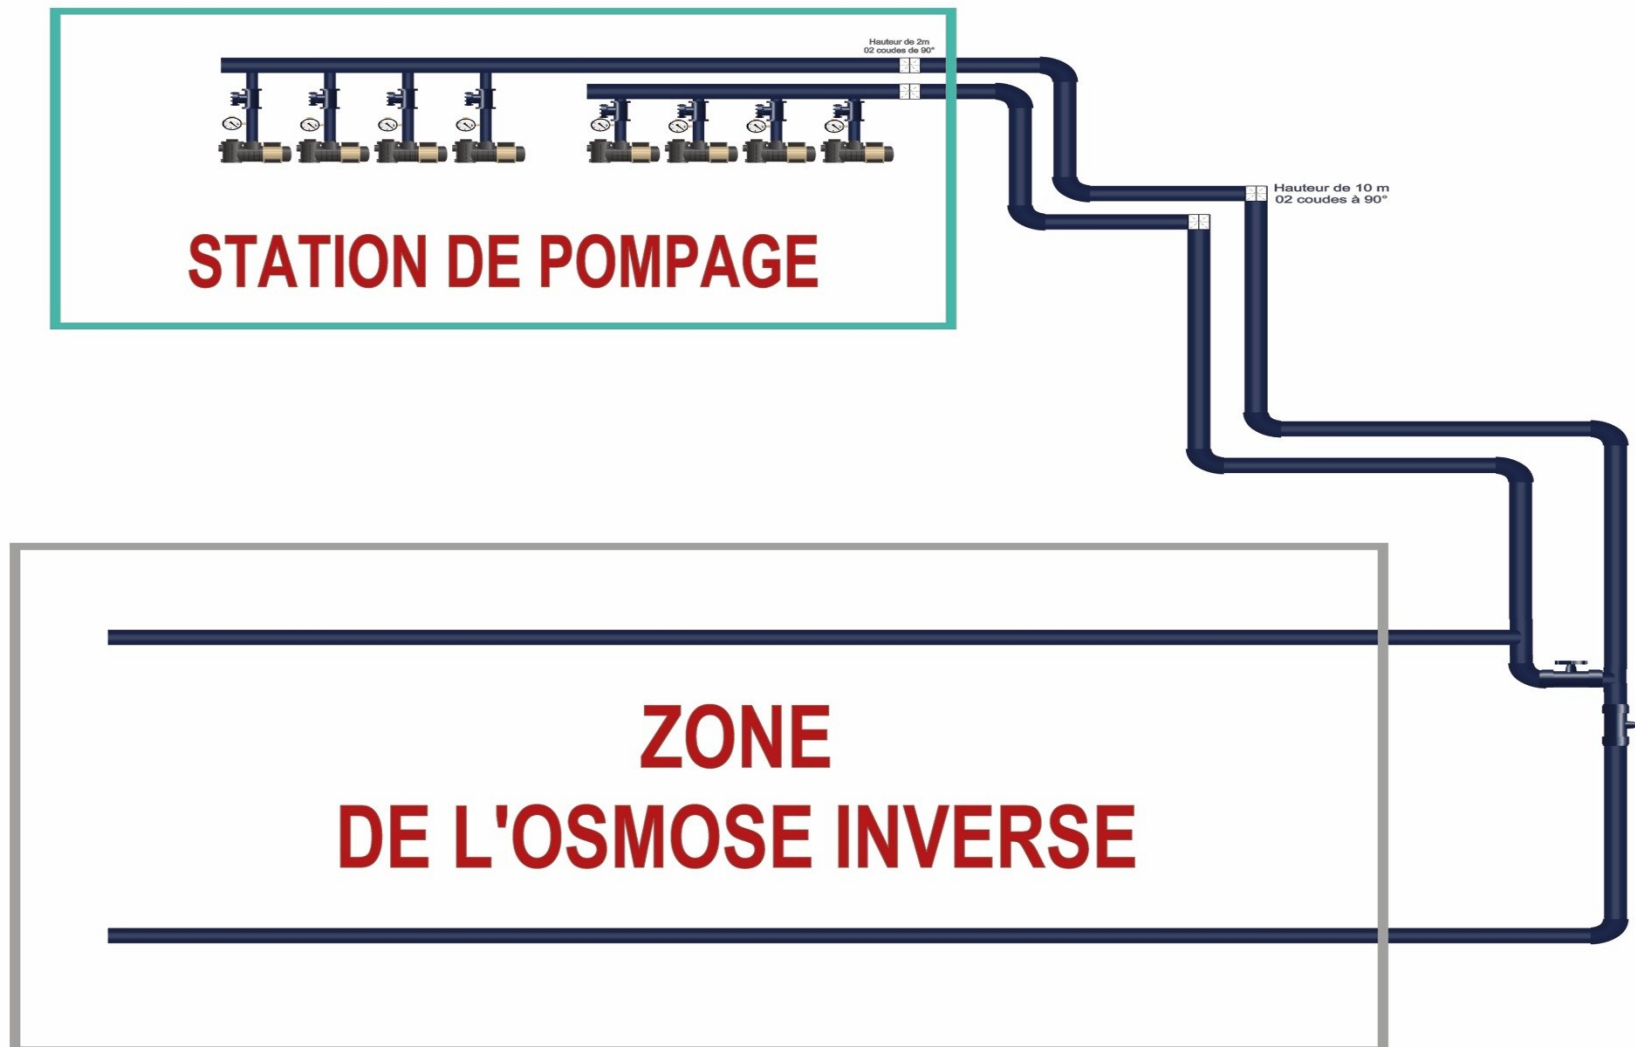 Hauteur de 2m
02 coudes de 90°
Hauteur de 10 m
02 coudes à 90°
STATION DE POMPAGE
ZONE
DE L'OSMOSE INVERSE